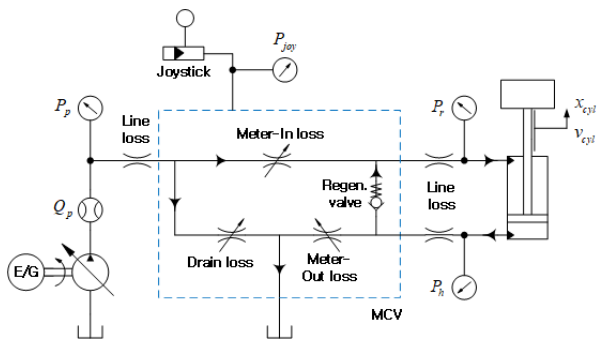 P_joy
Joystick
P_p
Line
loss
Meter-In loss
P_r
x_cyl
v_cyl
Regen.
valve
Line
loss
Q_p
Drain loss
Meter-
Out loss
E/G
P_h
MCV